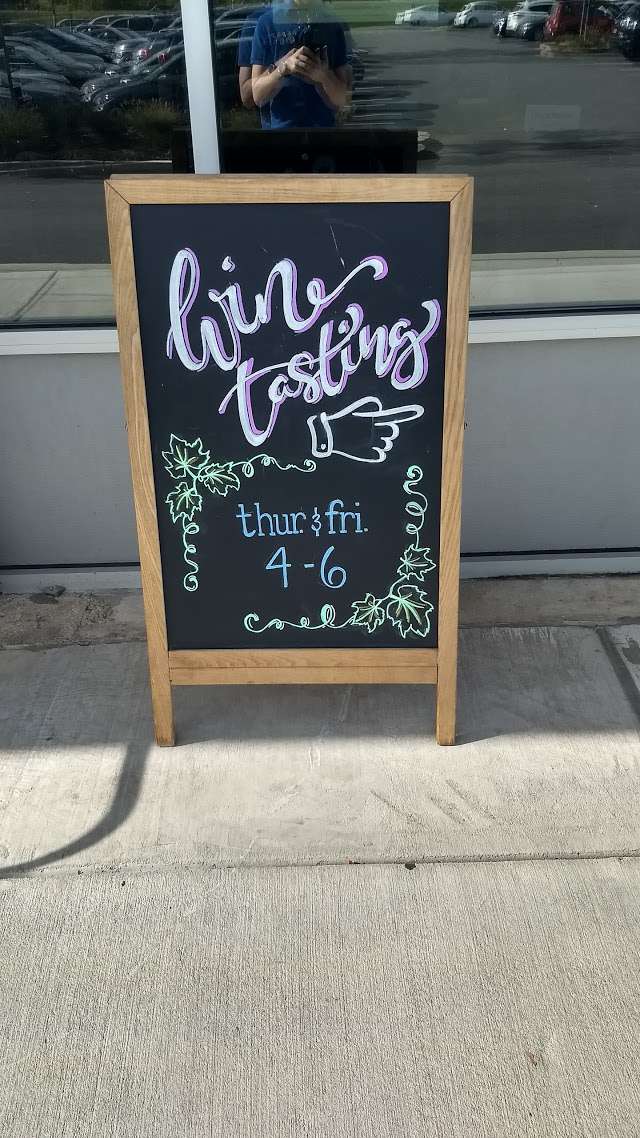 Wine
tasting
thur. & fri.
4-6